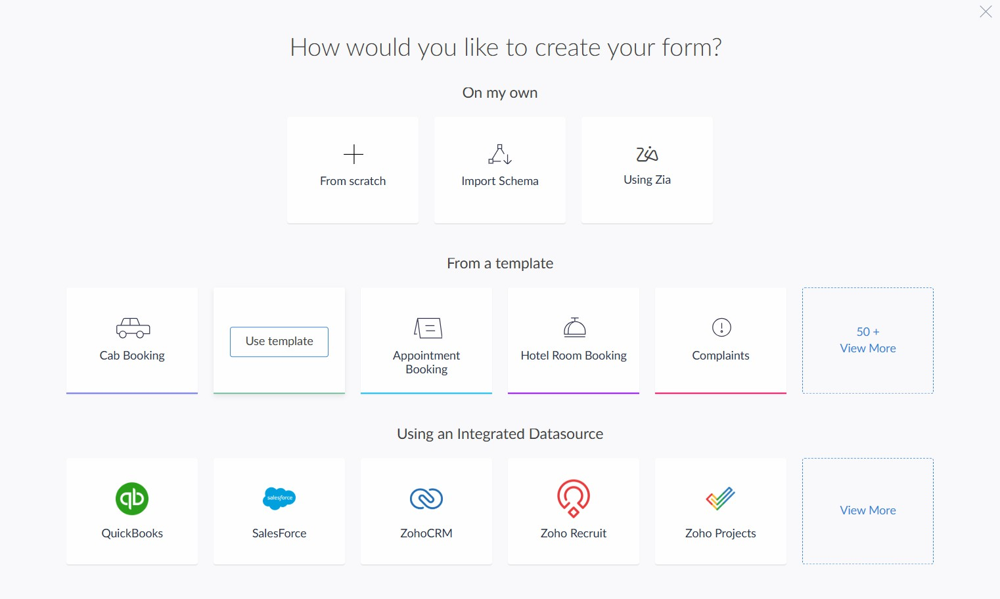 How would you like to create your form?
On my own
From scratch
Import Schema
Zia
Using Zia
From a template
Cab Booking
Use template
Appointment
Booking
Hotel Room Booking
Complaints
50 +
View More
Using an Integrated Datasource
qb
salesforce
QuickBooks
SalesForce
ZohoCRM
Zoho Recruit
Zoho Projects
View More